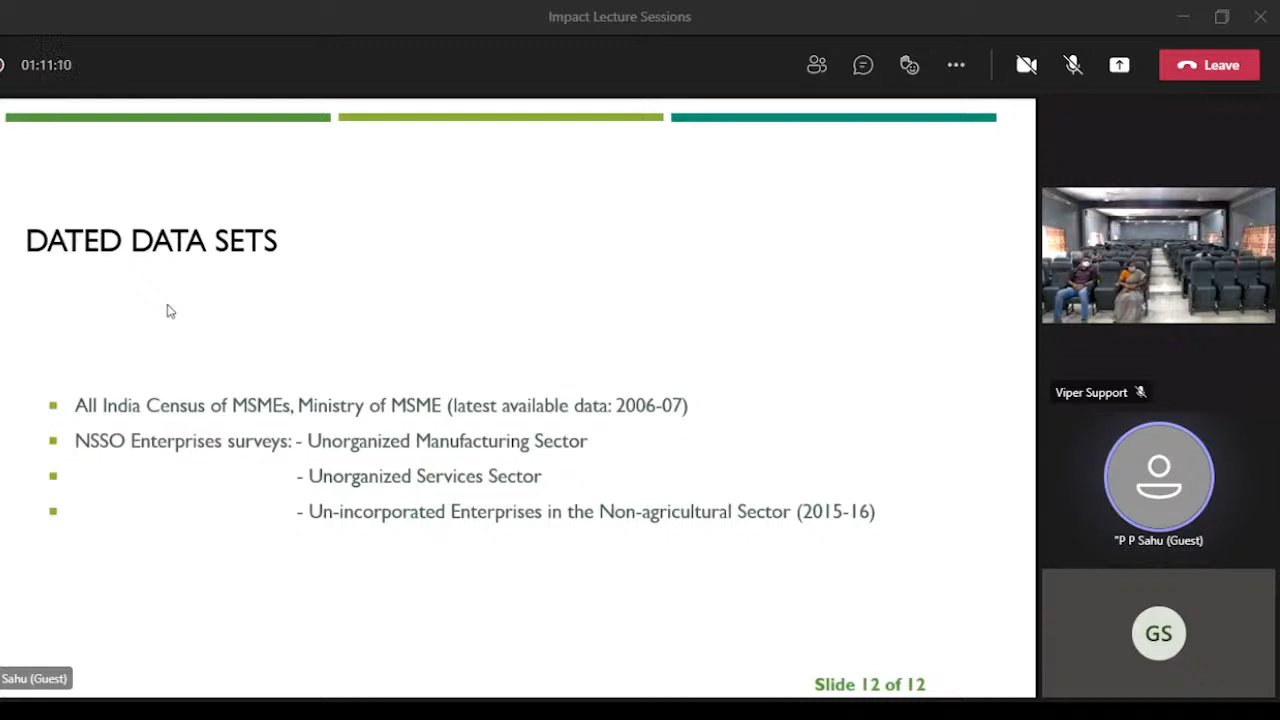 Impact Lecture Sessions
01:11:10
Leave
DATED DATA SETS
All India Census of MSMEs, Ministry of MSME (latest available data: 2006-07)
NSSO Enterprises surveys: - Unorganized Manufacturing Sector
- Unorganized Services Sector
- Un-incorporated Enterprises in the Non-agricultural Sector (2015-16)
Viper Support
"P P Sahu (Guest)
GS
Sahu (Guest)
Slide 12 of 12